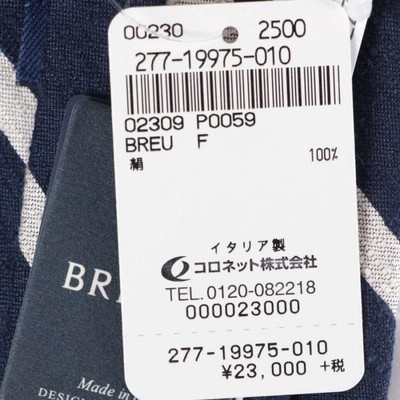 00230 2500
277-19975-010
02309 P0059
BREU F
絹 100%
イタリア製
コロネット株式会社
TEL.0120-082218
000023000
277-19975-010
¥23,000 +税
BRE
Made in
DESIGN